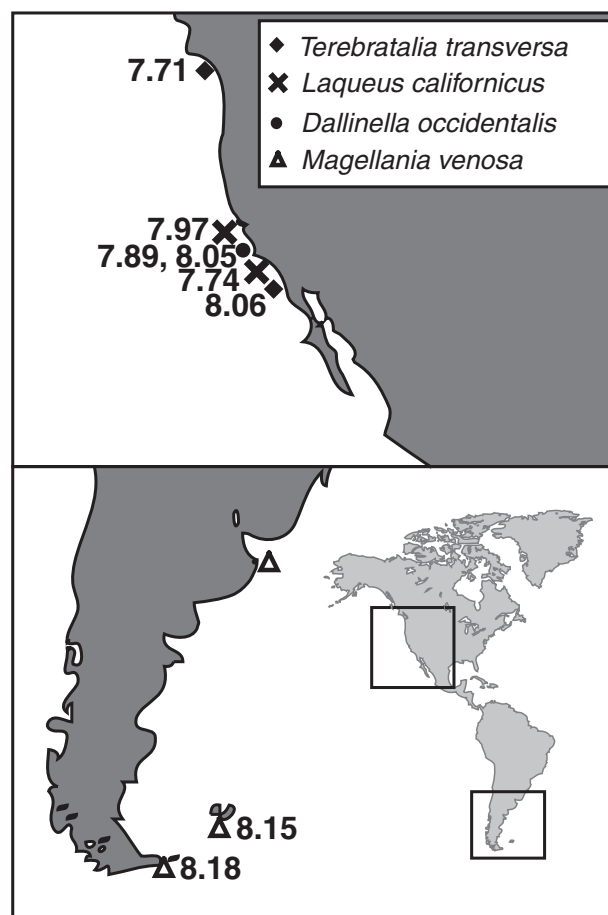 Terebratalia transversa
Laqueus californicus
Dallinella occidentalis
Magellania venosa
7.71
7.97
7.89, 8.05
7.74
8.06
8.15
8.18